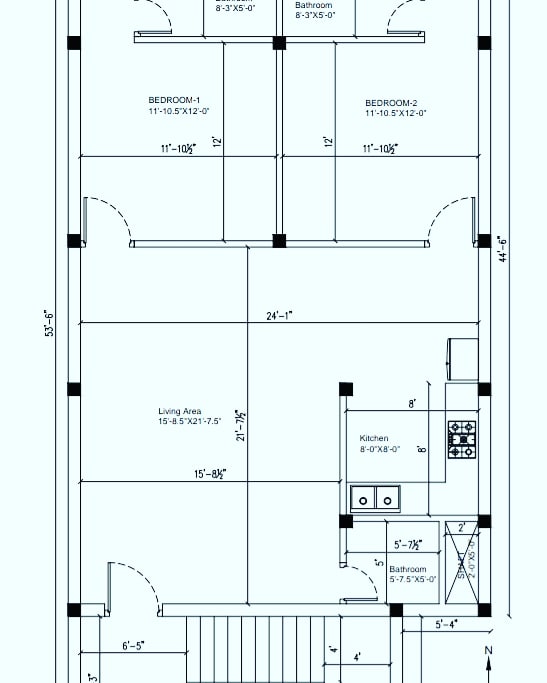 Bathroom
8'-3"X5'-0"
8'-3"X5'-0"
BEDROOM-1
11'-10.5"X12'-0"
BEDROOM-2
11'-10.5"X12'-0"
12'
12'
11'-10½"
11'-10½"
44'-6"
53'-6"
24'-1"
8'
Living Area
15'-8.5"X21'-7.5"
21'-7½"
Kitchen
8'-0"X8'-0"
8'
15'-8½"
2'
5'-7½"
5'
Bathroom
5'-7.5"X5'-0"
SHAFT
2'-0"X5'-0"
5'-4"
6'-5"
4'
4'
3"
N